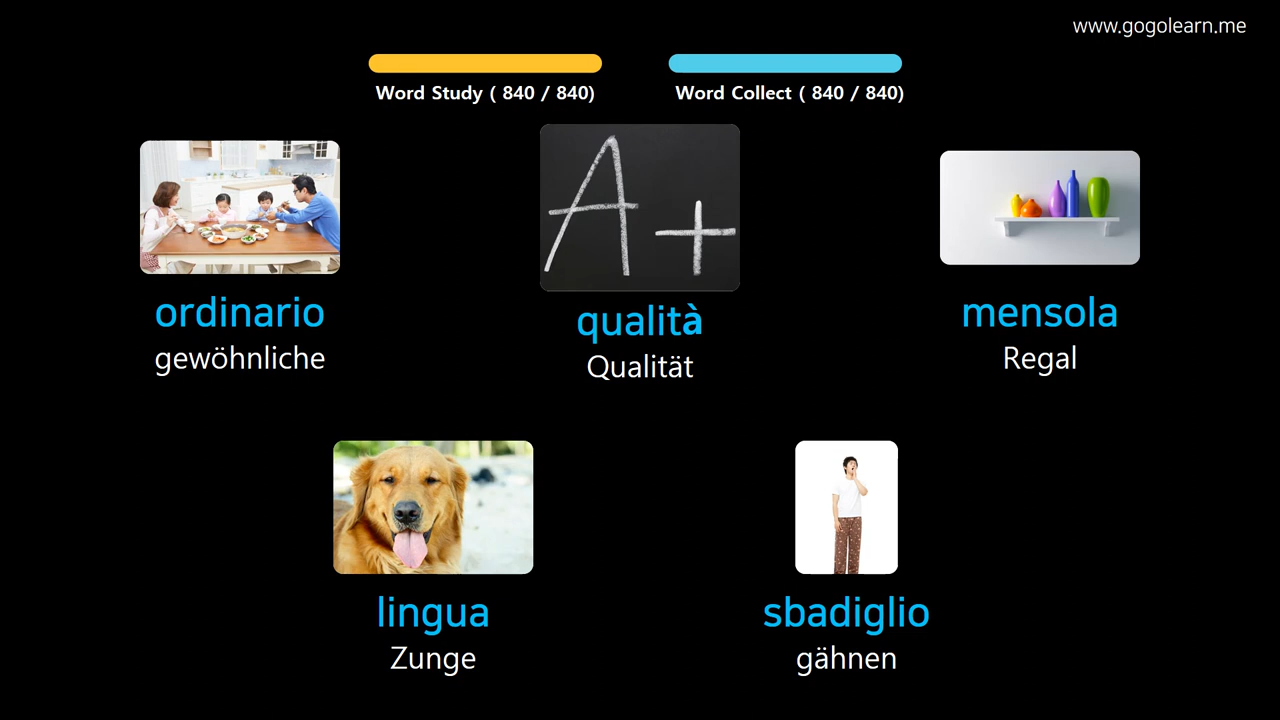 www.gogolearn.me
Word Study ( 840 / 840)
Word Collect ( 840 / 840)
A+
ordinario
gewöhnliche
qualità
Qualität
mensola
Regal
lingua
Zunge
sbadiglio
gähnen